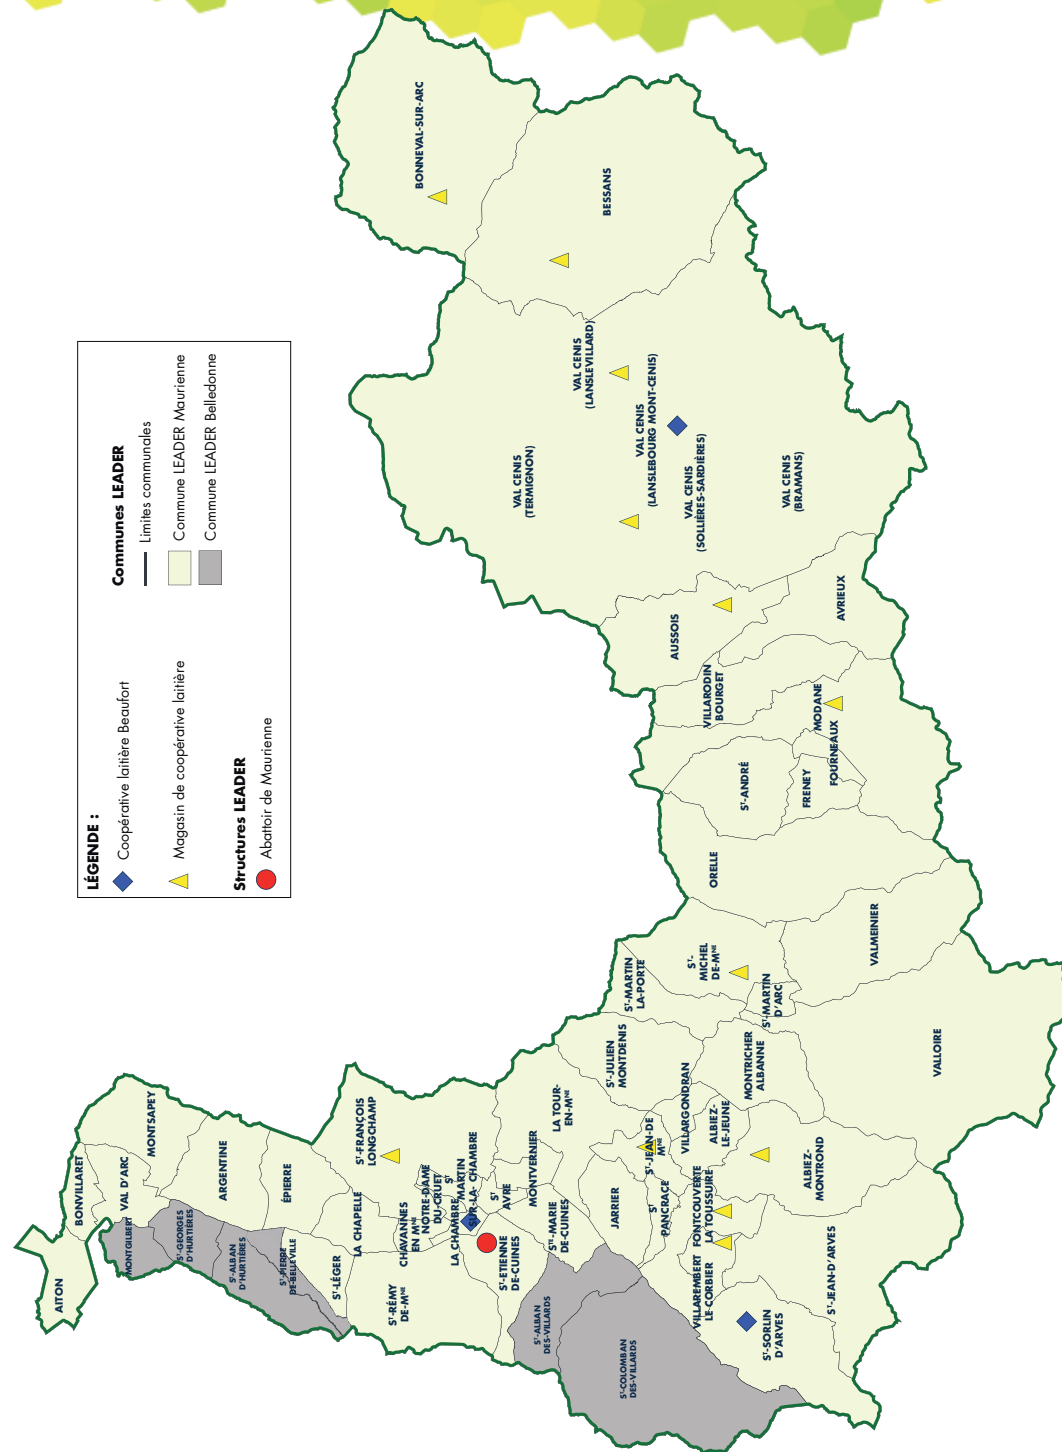 LÉGENDE :
Coopérative laitière Beaufort
Magasin de coopérative laitière
Structures LEADER
Abattoir de Maurienne
Communes LEADER
Limites communales
Commune LEADER Maurienne
Commune LEADER Belledonne
AITON
BONVILLARET
VAL D'ARC
MONTSAPEY
MONTGILBERT
ST-GEORGES
D'HURTIÈRES
ARGENTINE
ST-ALBAN
D'HURTIÈRES
ÉPIERRE
ST-PIERRE
DE-BELLEVILLE
ST-LÉGER
LA CHAPELLE
ST-FRANÇOIS
LONGCHAMP
ST-RÉMY
DE-MNE
CHAVANNES
EN MNE
NOTRE-DAME
DU-CRUET
ST
MARTIN
SUR-LA- CHAMBRE
LA CHAMBRE
ST
AVRE
ST-ETIENNE
DE-CUINES
MONTVERNIER
LA TOUR-
EN-MNE
STE-MARIE
DE-CUINES
ST-ALBAN
DES-VILLARDS
ST-COLOMBAN
DES-VILLARDS
JARRIER
ST-JULIEN
MONTDENIS
ST-MARTIN
LA-PORTE
ST-JEAN-DE
MNE
ST
PANCRACE
VILLARGONDRAN
ALBIEZ-
LE-JEUNE
MONTRICHER
ALBANNE
ST-
MICHEL
DE-MNE
ST-MARTIN
D'ARC
FONTCOUVERTE
LA TOUSSUIRE
VILLAREMBERT
LE-CORBIER
ST-SORLIN
D'ARVES
ST-JEAN-D'ARVES
ALBIEZ-
MONTROND
VALLOIRE
VALMEINIER
ORELLE
ST-ANDRÉ
FRENEY
FOURNEAUX
MODANE
VILLARODIN
BOURGET
AUSSOIS
AVRIEUX
VAL CENIS
(TERMIGNON)
VAL CENIS
(LANSLEVILLARD)
VAL CENIS
(LANSLEBOURG MONT-CENIS)
VAL CENIS
(SOLLIÈRES-SARDIÈRES)
VAL CENIS
(BRAMANS)
BESSANS
BONNEVAL-SUR-ARC